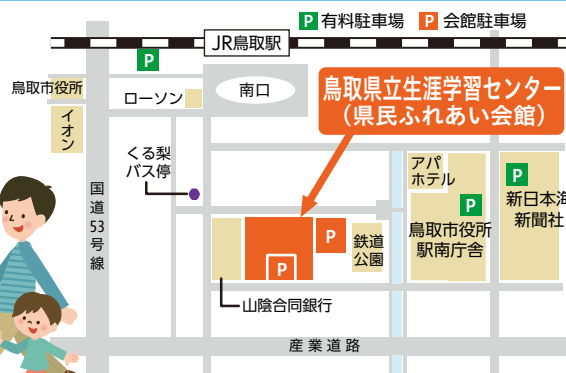 P 有料駐車場 P 会館駐車場
JR鳥取駅
P
鳥取市役所
イオン
ローソン
南口
鳥取県立生涯学習センター
（県民ふれあい会館）
くる梨
バス停
国道53号線
アパ
ホテル
P
新日本海
新聞社
P
鳥取市役所
駅南庁舎
P
鉄道
公園
P
山陰合同銀行
産業道路